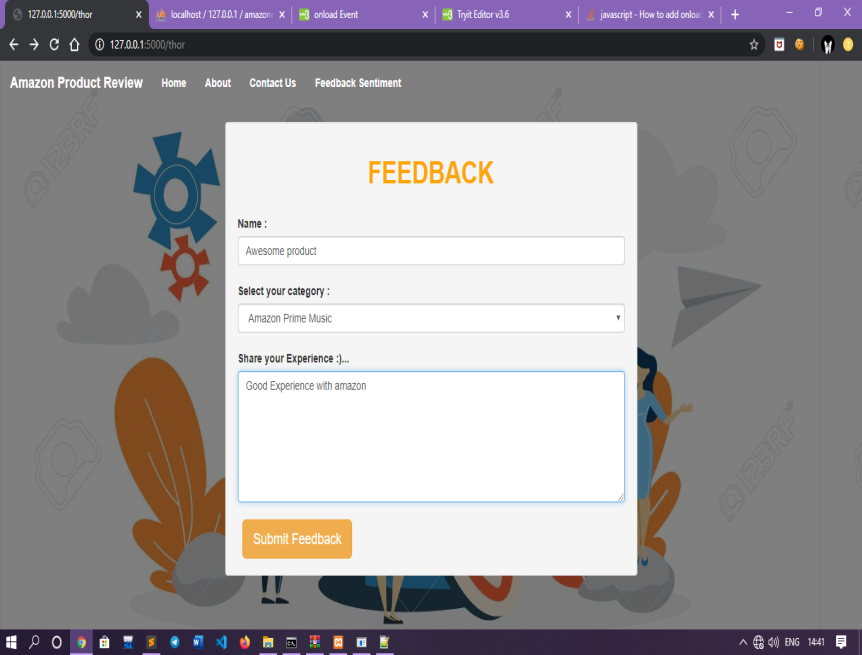 127.0.0.1:5000/thor
localhost / 127.0.0.1 / amazon
onload Event
Tryit Editor v3.6
javascript - How to add onloa
127.0.0.1:5000/thor
Amazon Product Review Home About Contact Us Feedback Sentiment
FEEDBACK
Name :
Awesome product
Select your category :
Amazon Prime Music
Share your Experience :)...
Good Experience with amazon
Submit Feedback
123RF
123RF
ENG 14:41